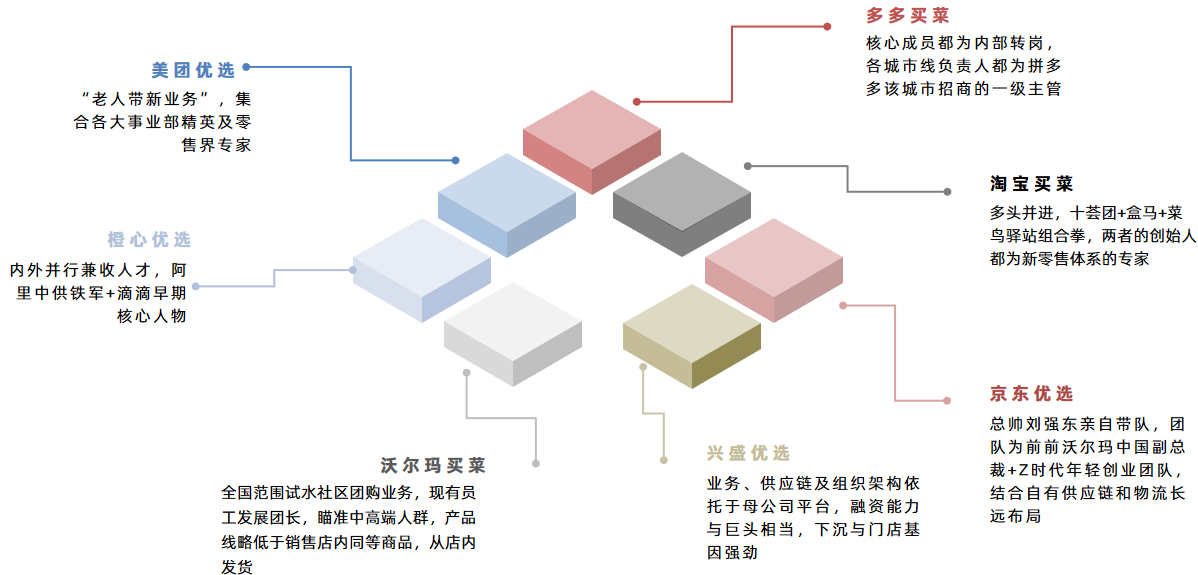 多多买菜
核心成员都为内部转岗，
各城市线负责人都为拼多
多该城市招商的一级主管
美团优选
“老人带新业务”，集
合各大事业部精英及零
售界专家
淘宝买菜
多头并进，十荟团+盒马+菜
鸟驿站组合拳，两者的创始人
都为新零售体系的专家
橙心优选
内外并行兼收人才，阿
里中供铁军+滴滴早期
核心人物
京东优选
总帅刘强东亲自带队，团
队为前前沃尔玛中国副总
裁+Z时代年轻创业团队，
结合自有供应链和物流长
远布局
兴盛优选
业务、供应链及组织架构依
托于母公司平台，融资能力
与巨头相当，下沉与门店基
因强劲
沃尔玛买菜
全国范围试水社区团购业务，现有员
工发展团长，瞄准中高端人群，产品
线略低于销售店内同等商品，从店内
发货